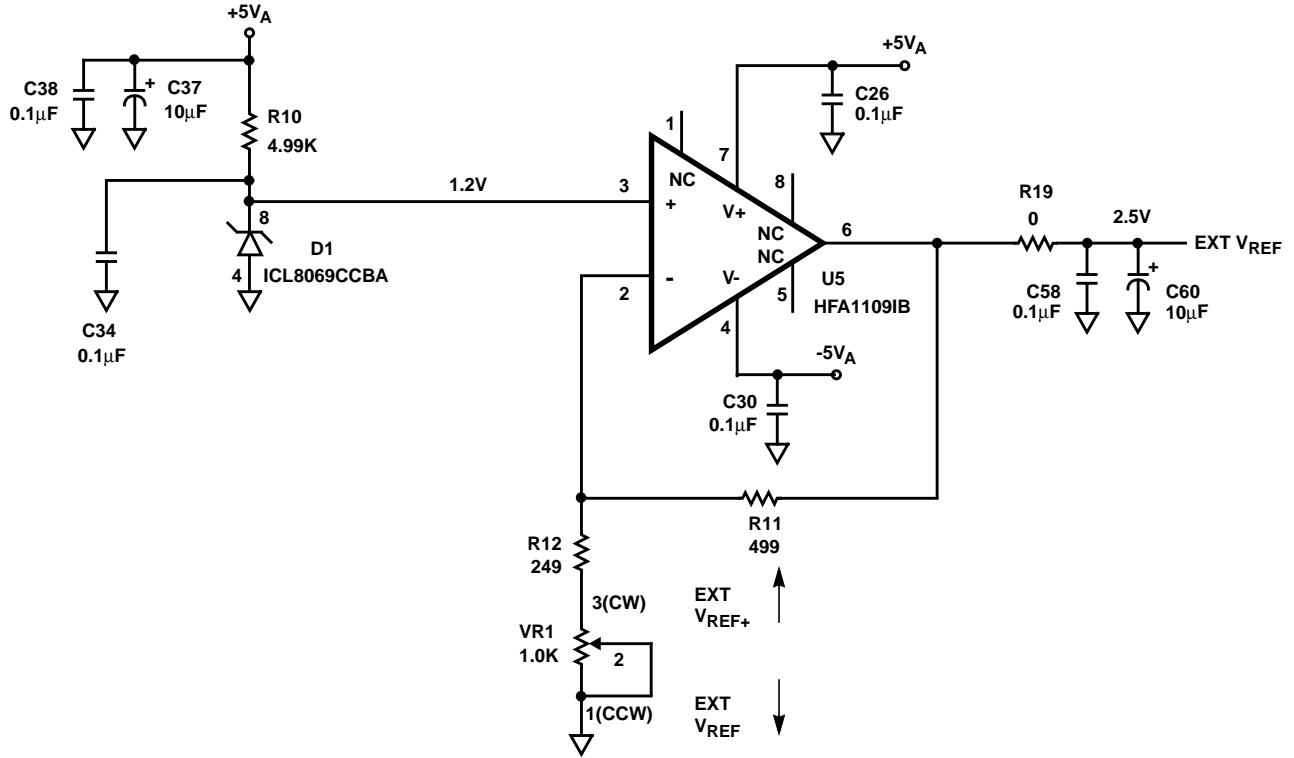 +5VA
C38
0.1μF
+
C37
10μF
R10
4.99K
1.2V
8
D1
4
ICL8069CCBA
C34
0.1μF
+5VA
C26
0.1μF
1
7
NC
3
+
V+
8
NC
NC
6
2
-
V-
5
U5
HFA1109IB
4
-5VA
C30
0.1μF
R19
0
2.5V
EXT VREF
C58
0.1μF
+
C60
10μF
R11
499
R12
249
3(CW)
VR1
1.0K
2
1(CCW)
EXT
VREF+
EXT
VREF